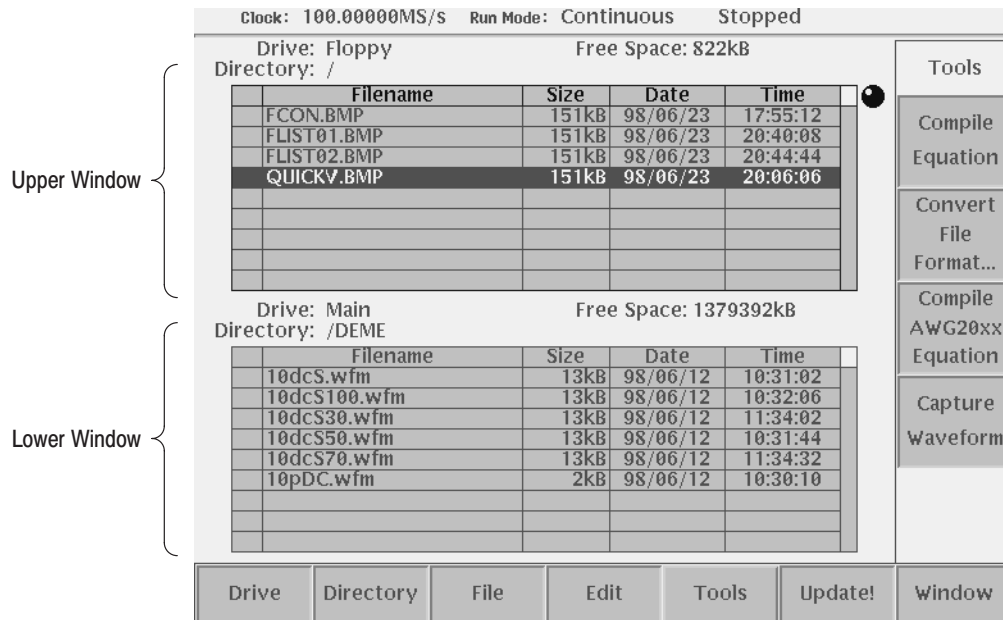 Clock: 100.00000MS/s Run Mode: Continuous Stopped
Drive: Floppy Free Space: 822kB
Directory: /
Filename Size Date Time
FCON.BMP 151kB 98/06/23 17:55:12
FLIST01.BMP 151kB 98/06/23 20:40:08
FLIST02.BMP 151kB 98/06/23 20:44:44
QUICKV.BMP 151kB 98/06/23 20:06:06
Upper Window
Drive: Main Free Space: 1379392kB
Directory: /DEME
Filename Size Date Time
10dcS.wfm 13kB 98/06/12 10:31:02
10dcS100.wfm 13kB 98/06/12 10:32:06
10dcS30.wfm 13kB 98/06/12 11:34:02
10dcS50.wfm 13kB 98/06/12 10:31:44
10dcS70.wfm 13kB 98/06/12 11:34:32
10pDC.wfm 2kB 98/06/12 10:30:10
Lower Window
Tools
Compile
Equation
Convert
File
Format...
Compile
AWG20xx
Equation
Capture
Waveform
Drive Directory File Edit Tools Update! Window